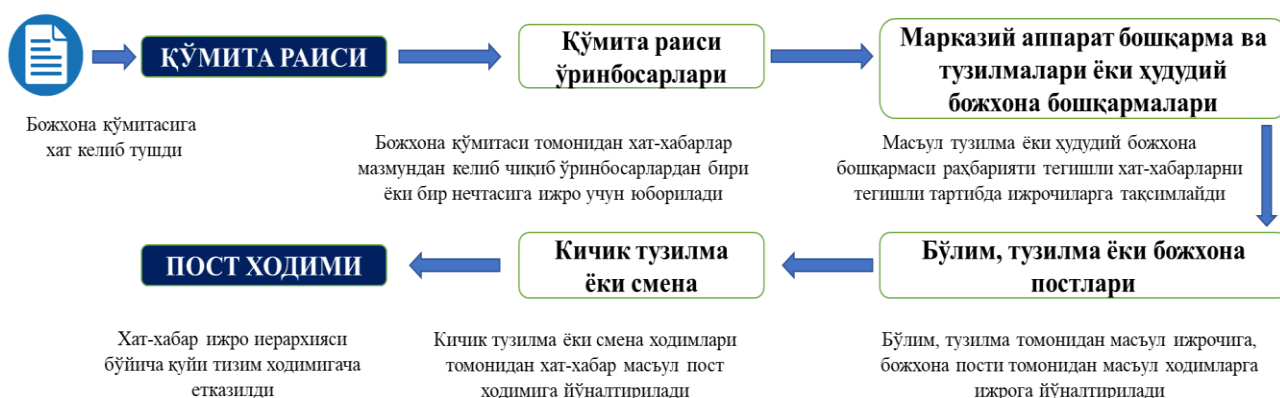 ҚЎМИТА РАИСИ
Қўмита раиси
ўринбосарлари
Марказий аппарат бошқарма ва
тузилмалари ёки ҳудудий
божхона бошқармалари
Божхона қўмитасига
хат келиб тушди
Божхона қўмитаси томонидан хат-хабарлар
мазмундан келиб чиқиб ўринбосарлардан бири
ёки бир нечтасига ижро учун юборилади
Масъул тузилма ёки ҳудудий божхона
бошқармаси раҳбарияти тегишли хат-хабарларни
тегишли тартибда ижрочиларга тақсимлайди
ПОСТ ХОДИМИ
Кичик тузилма
ёки смена
Бўлим, тузилма ёки божхона
постлари
Хат-хабар ижро иерархияси
бўйича қуйи тизим ходимигача
етказилди
Кичик тузилма ёки смена ходимлари
томонидан хат-хабар масъул пост
ходимига йўналтирилади
Бўлим, тузилма томонидан масъул ижрочига,
божхона пости томонидан масъул ходимларга
ижрога йўналтирилади